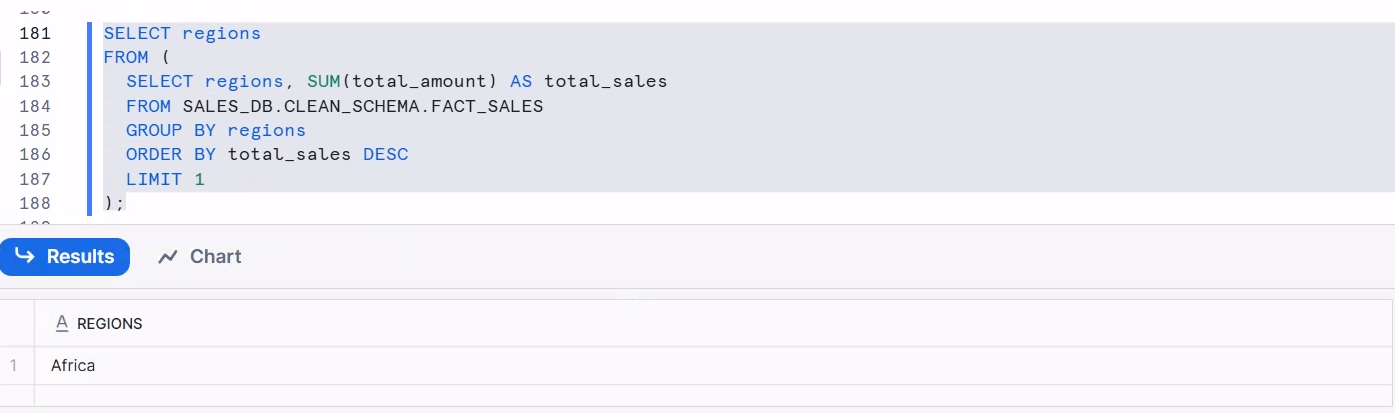 181 SELECT regions
182 FROM (
183 SELECT regions, SUM(total_amount) AS total_sales
184 FROM SALES_DB.CLEAN_SCHEMA.FACT_SALES
185 GROUP BY regions
186 ORDER BY total_sales DESC
187 LIMIT 1
188 );
Results Chart
A REGIONS
1 Africa